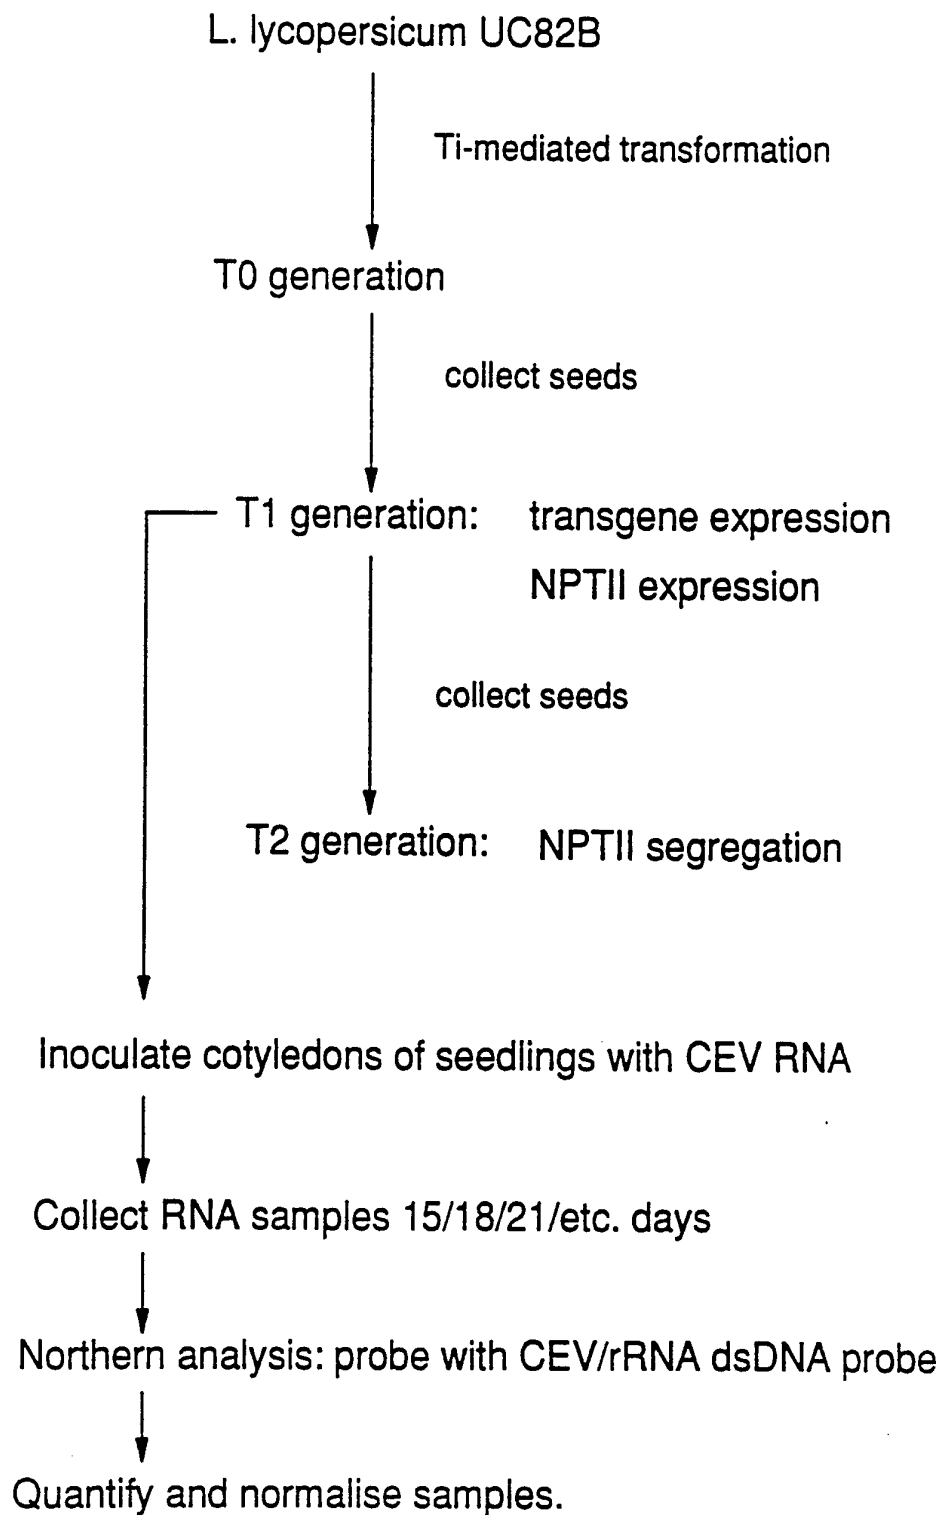 L. lycopersicum UC82B
Ti-mediated transformation
T0 generation
collect seeds
T1 generation: transgene expression
NPTII expression
collect seeds
T2 generation: NPTII segregation
Inoculate cotyledons of seedlings with CEV RNA
Collect RNA samples 15/18/21/etc. days
Northern analysis: probe with CEV/rRNA dsDNA probe
Quantify and normalise samples.